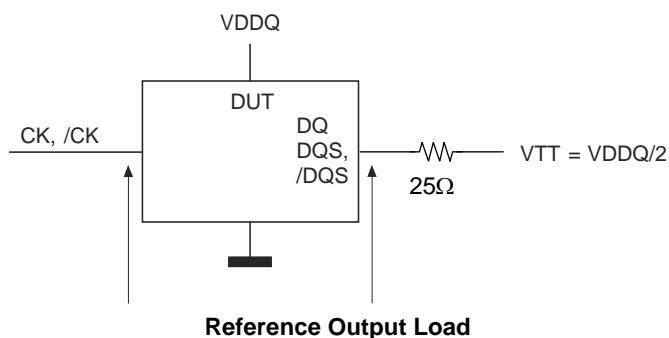 VDDQ
DUT
CK, /CK
DQ
DQS,
/DQS
VTT = VDDQ/2
25Ω
Reference Output Load